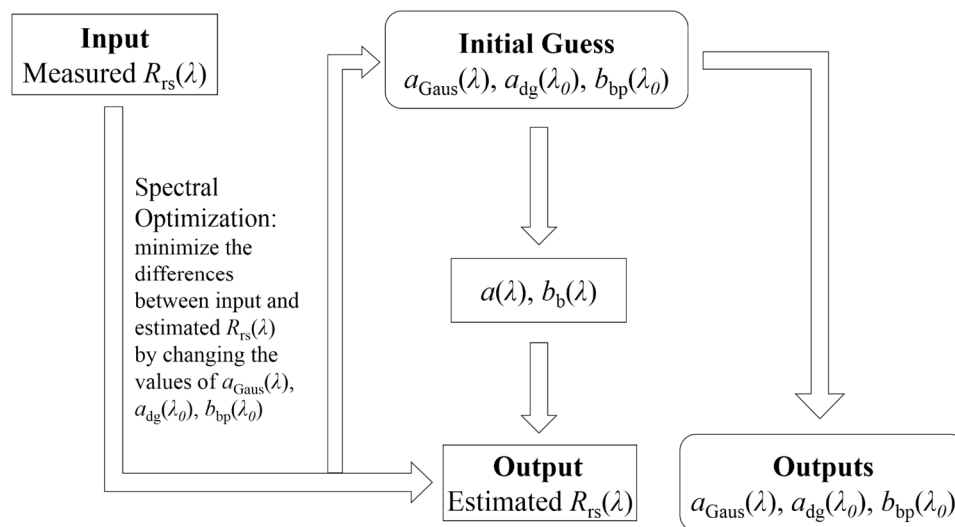 Input
Measured Rrs(λ)
Initial Guess
aGaus(λ), adg(λ0), bbp(λ0)
Spectral
Optimization:
minimize the
differences
between input and
estimated Rrs(λ)
by changing the
values of aGaus(λ),
adg(λ0), bbp(λ0)
a(λ), bb(λ)
Output
Estimated Rrs(λ)
Outputs
aGaus(λ), adg(λ0), bbp(λ0)